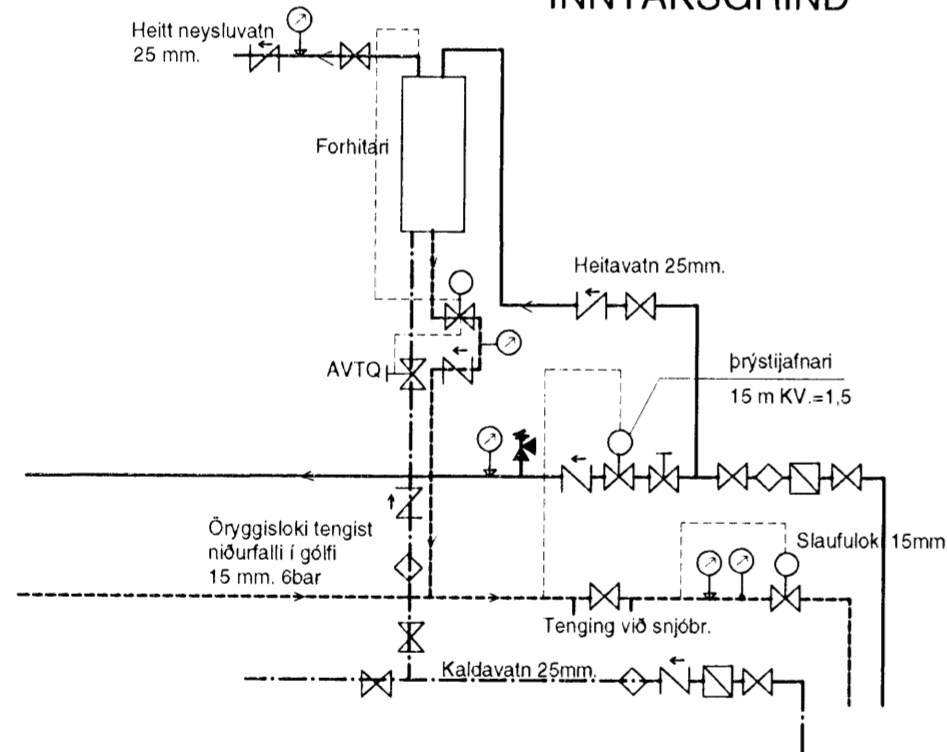 INNTAKSGRIND
Heitt neysluvatn
25 mm.
Forhitari
Heitavatn 25mm.
AVTQ
þrýstijafnari
15 m KV.=1,5
Öryggisloki tengist
niðurfalli í gólfi
15 mm. 6bar
Slaufuloki 15mm
Tenging við snjóbr.
Kaldavatn 25mm.